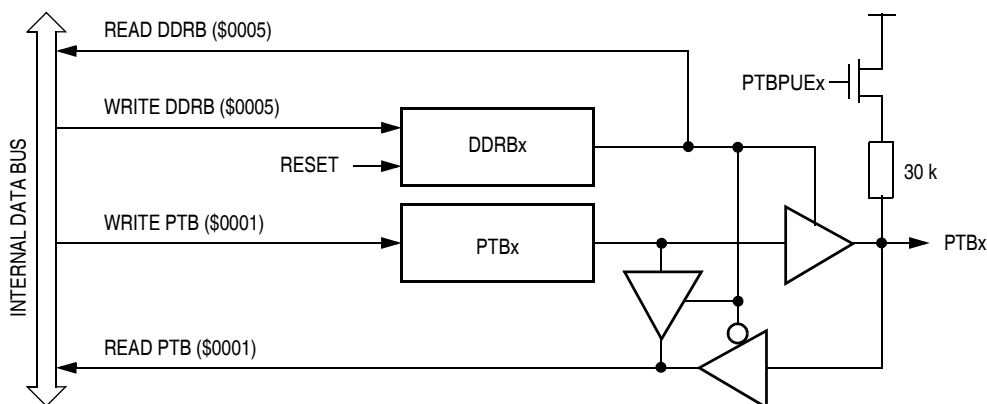 READ DDRB ($0005)
PTBPUEx
WRITE DDRB ($0005)
DDRBx
RESET
30 k
INTERNAL DATA BUS
WRITE PTB ($0001)
PTBx
PTBx
READ PTB ($0001)